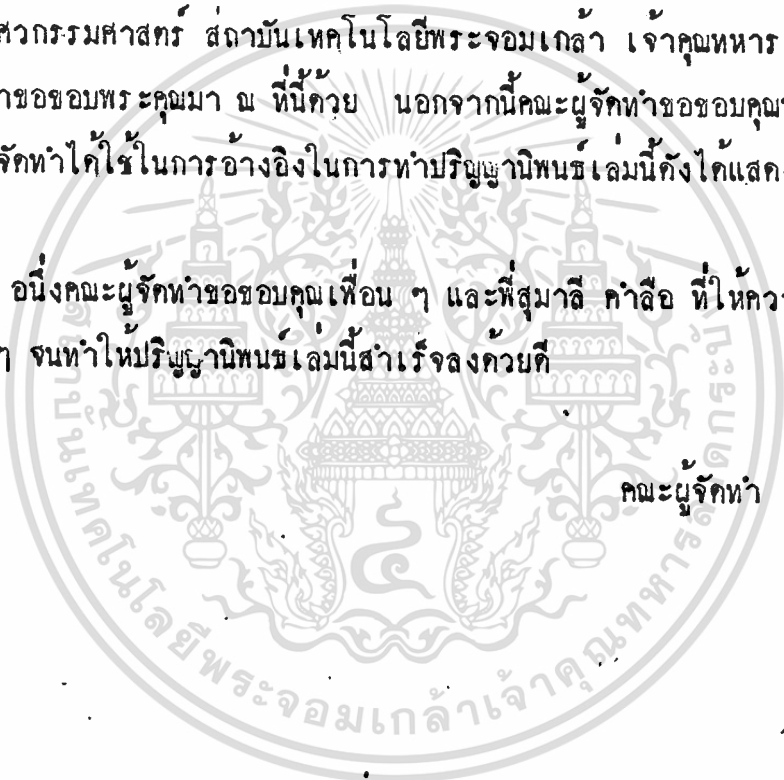 ศวกรรมศาสตร์ สถาบันเทคโนโลยีพระจอมเกล้า เจ้าคุณทหาร
าขอขอบพระคุณมา ณ ที่นี้ด้วย นอกจากนี้คณะผู้จัดทำขอขอบคุณ
จัดทำได้ใช้ในการอ้างอิงในการทำปริญญานิพนธ์เล่มนี้ดังได้แสด
อนึ่งคณะผู้จัดทำขอขอบคุณเพื่อน ๆ และพี่สุมาลี คำลือ ที่ให้ควา
ๆ จนทำให้ปริญญานิพนธ์เล่มนี้สำเร็จลงด้วยดี
คณะผู้จัดทำ
สถาบันเทคโนโลยีพระจอมเกล้าเจ้าคุณทหารลาดกระบัง